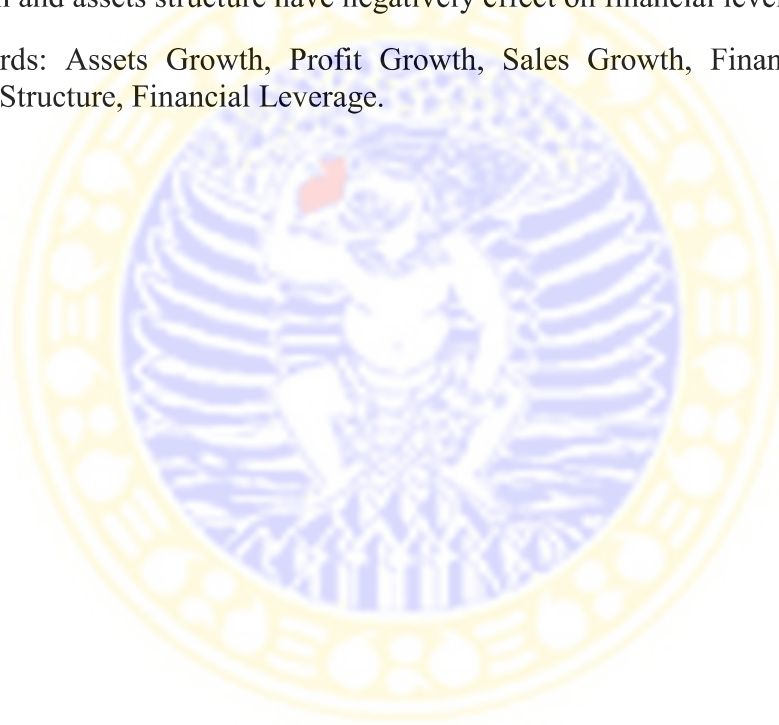 and assets structure have negatively effect on financial
rds: Assets Growth, Profit Growth, Sales Growth, Finan
Structure, Financial Leverage.